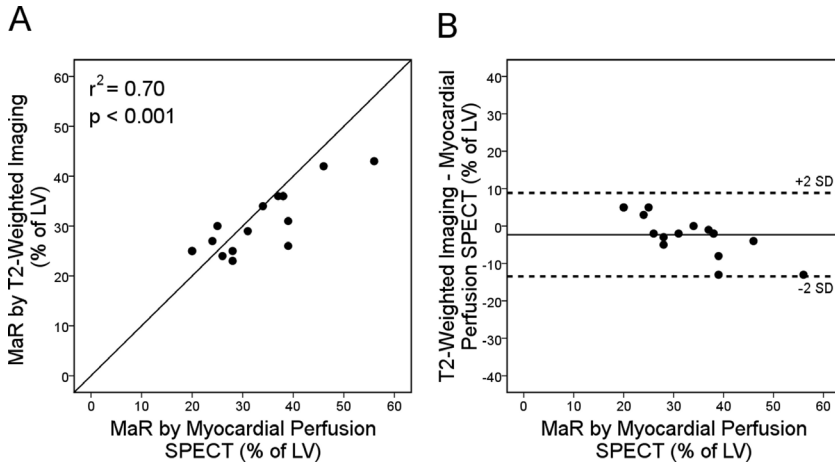 A
r² = 0.70
p < 0.001
MaR by T2-Weighted Imaging
(% of LV)
60
50
40
30
20
10
0
0 10 20 30 40 50 60
MaR by Myocardial Perfusion
SPECT (% of LV)
B
T2-Weighted Imaging - Myocardial
Perfusion SPECT (% of LV)
40
30
20
10
0
-10
-20
-30
-40
+2 SD
-2 SD
0 10 20 30 40 50 60
MaR by Myocardial Perfusion
SPECT (% of LV)